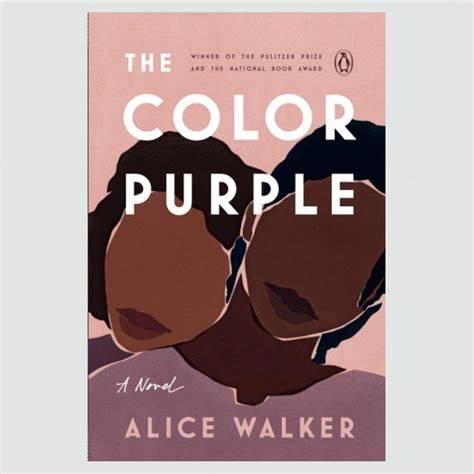 THE
WINNER OF THE PULITZER PRIZE
AND THE NATIONAL BOOK AWARD
COLOR
PURPLE
A Novel
ALICE WALKER